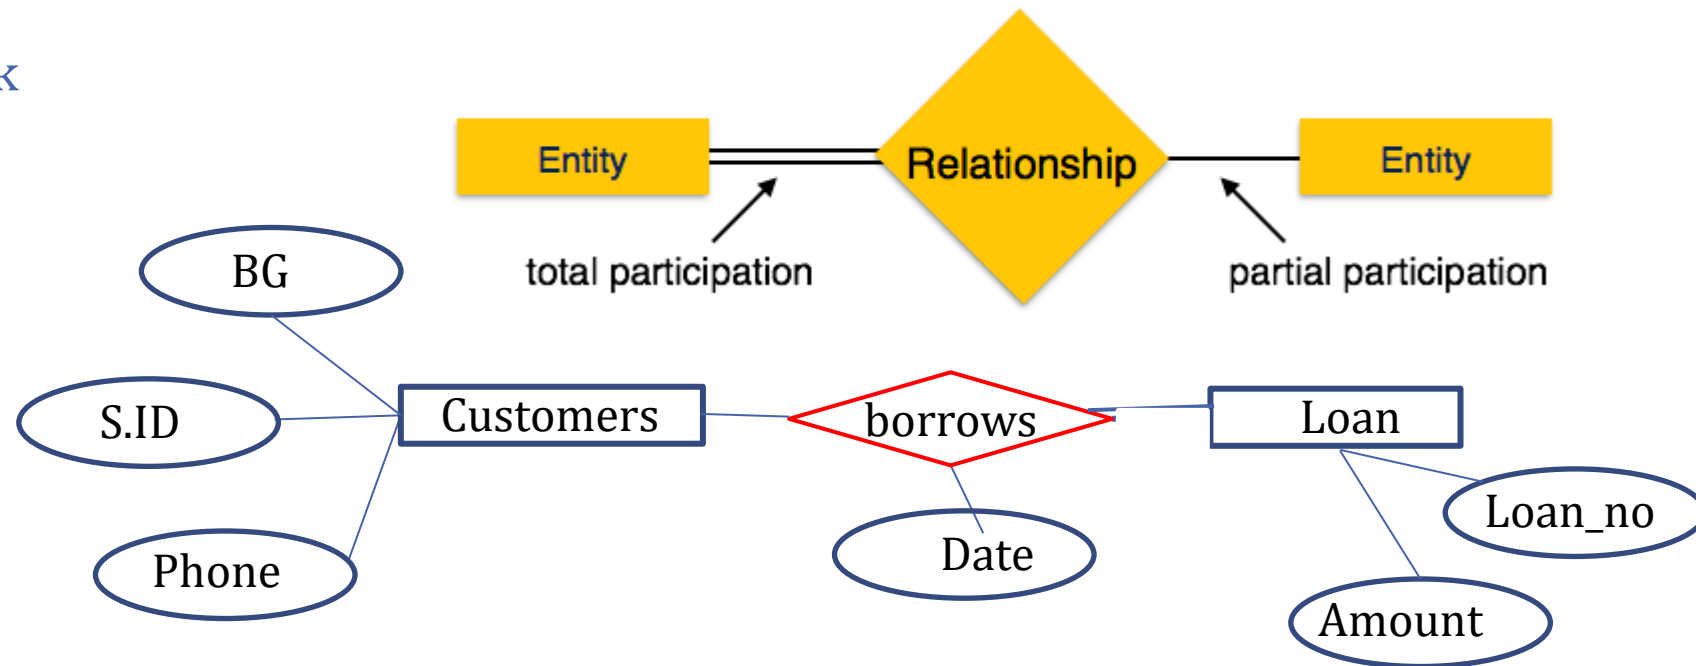 k
Entity
Relationship
Entity
total participation
partial participation
BG
S.ID
Customers
borrows
Loan
Loan_no
Phone
Date
Amount